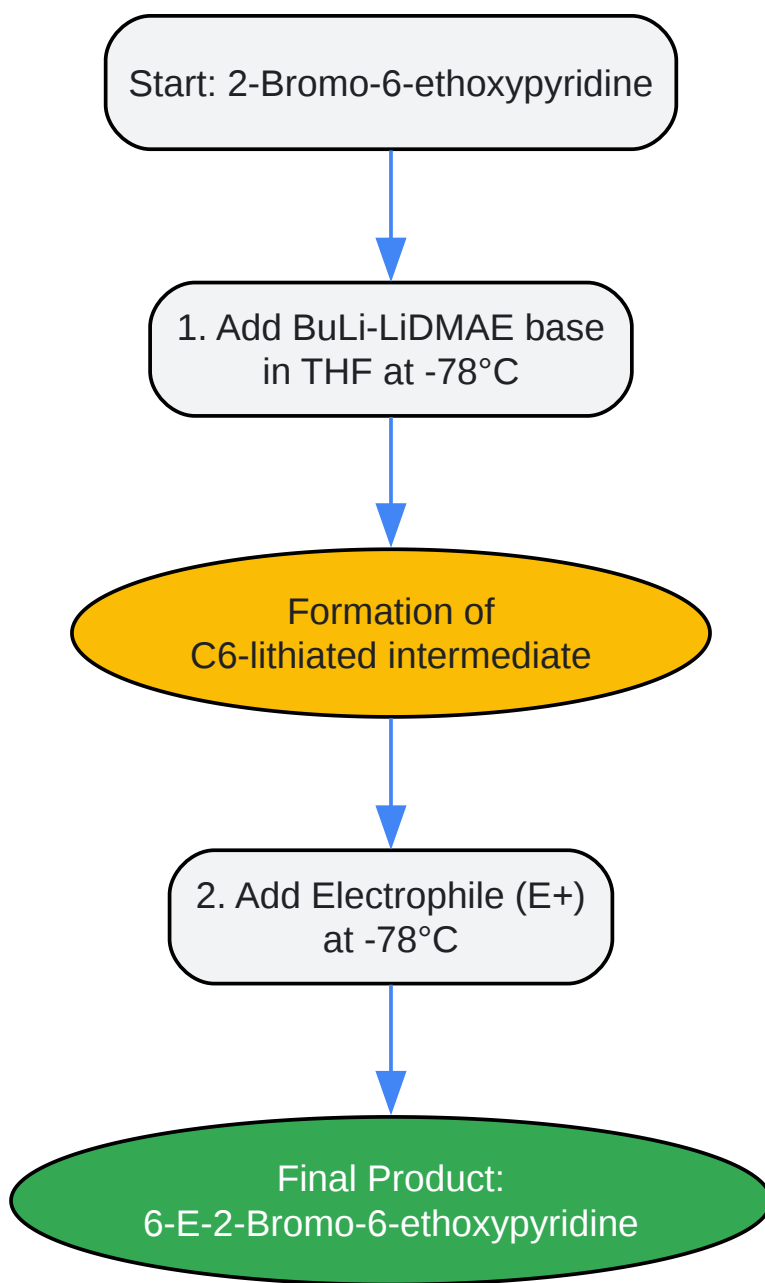 Start: 2-Bromo-6-ethoxypyridine
1. Add BuLi-LiDMAE base
in THF at -78°C
Formation of
C6-lithiated intermediate
2. Add Electrophile (E+)
at -78°C
Final Product:
6-E-2-Bromo-6-ethoxypyridine